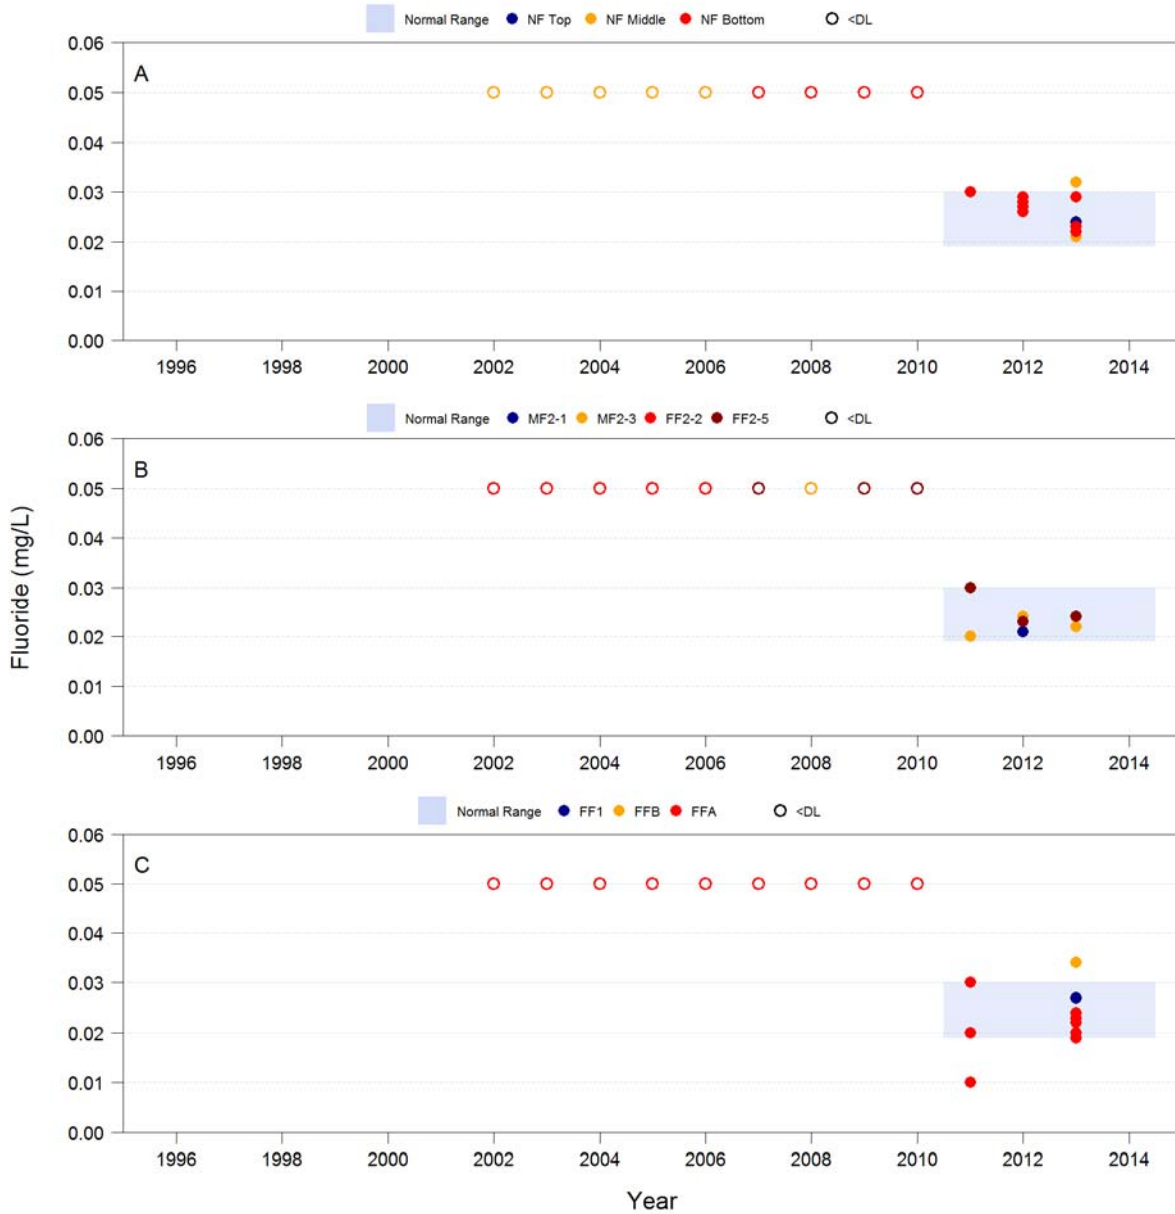 Normal Range NF Top NF Middle NF Bottom <DL
0.06
A
0.05
0.04
0.03
0.02
0.01
0.00
1996 1998 2000 2002 2004 2006 2008 2010 2012 2014
Normal Range MF2-1 MF2-3 FF2-2 FF2-5 <DL
0.06
B
0.05
0.04
0.03
0.02
0.01
0.00
Fluoride (mg/L)
1996 1998 2000 2002 2004 2006 2008 2010 2012 2014
Normal Range FF1 FFB FFA <DL
0.06
C
0.05
0.04
0.03
0.02
0.01
0.00
1996 1998 2000 2002 2004 2006 2008 2010 2012 2014
Year